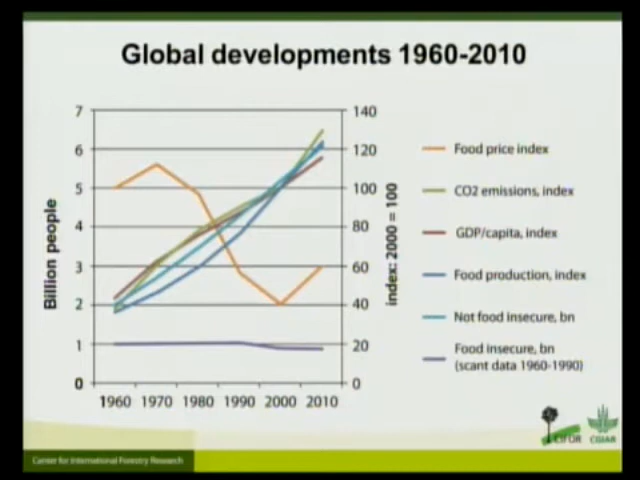 Global developments 1960-2010
7
6
5
4
3
2
1
0
Billion people
140
120
100
80
60
40
20
0
index: 2000 = 100
1960 1970 1980 1990 2000 2010
Food price index
CO2 emissions, index
GDP/capita, index
Food production, index
Not food insecure, bn
Food insecure, bn
(scant data 1960-1990)
CIFOR
CGIAR
Center for International Forestry Research